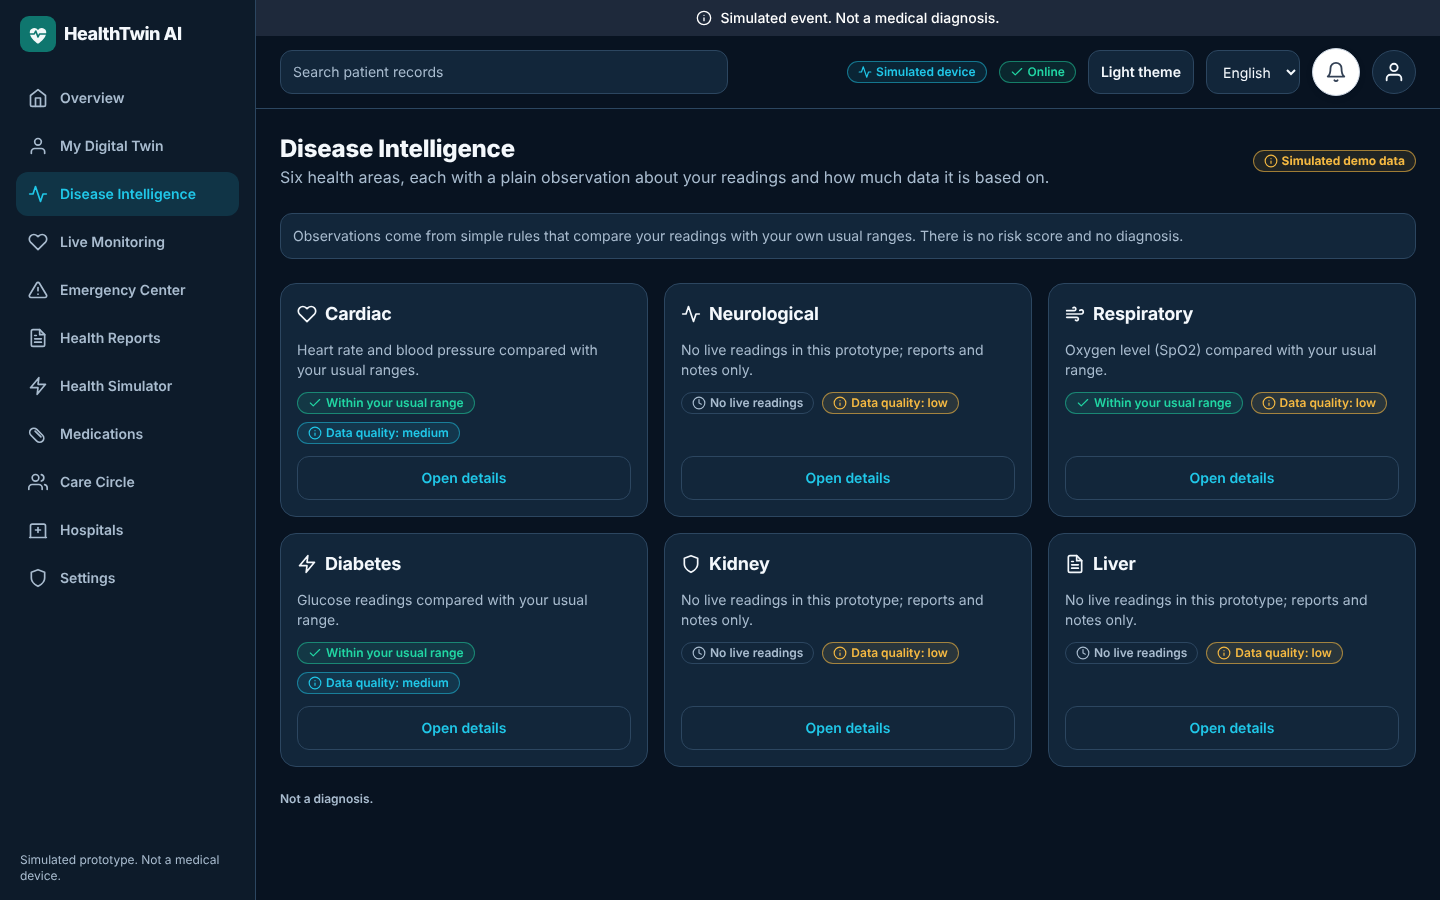 HealthTwin AI
Overview
My Digital Twin
Disease Intelligence
Live Monitoring
Emergency Center
Health Reports
Health Simulator
Medications
Care Circle
Hospitals
Settings
Simulated prototype. Not a medical
device.
Simulated event. Not a medical diagnosis.
Search patient records
Simulated device
Online
Light theme
English
Disease Intelligence
Six health areas, each with a plain observation about your readings and how much data it is based on.
Simulated demo data
Observations come from simple rules that compare your readings with your own usual ranges. There is no risk score and no diagnosis.
Cardiac
Heart rate and blood pressure compared with
your usual ranges.
Within your usual range
Data quality: medium
Open details
Neurological
No live readings in this prototype; reports and
notes only.
No live readings
Data quality: low
Open details
Respiratory
Oxygen level (SpO2) compared with your usual
range.
Within your usual range
Data quality: low
Open details
Diabetes
Glucose readings compared with your usual
range.
Within your usual range
Data quality: medium
Open details
Kidney
No live readings in this prototype; reports and
notes only.
No live readings
Data quality: low
Open details
Liver
No live readings in this prototype; reports and
notes only.
No live readings
Data quality: low
Open details
Not a diagnosis.